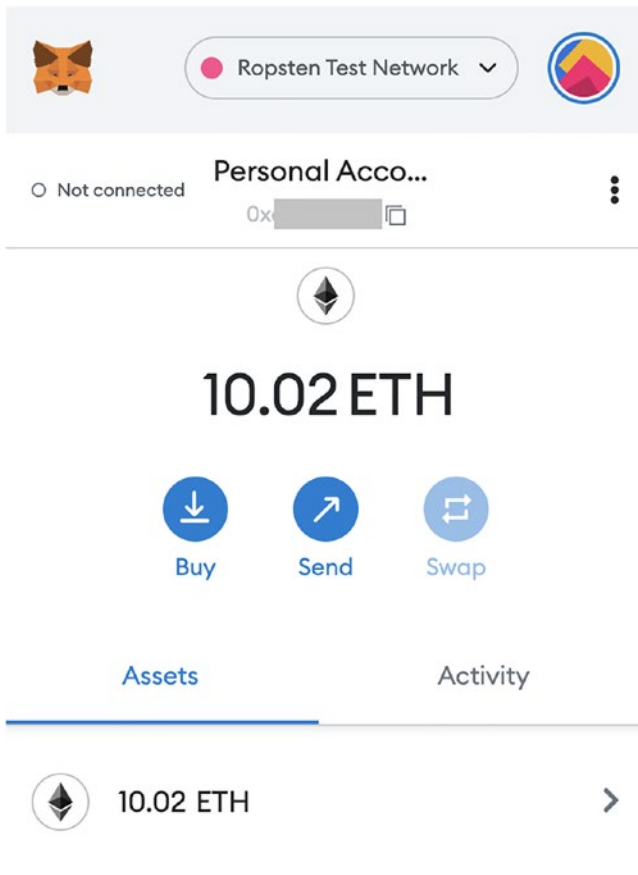 Ropsten Test Network
Not connected
Personal Acco...
0x
10.02 ETH
Buy Send Swap
Assets Activity
10.02 ETH